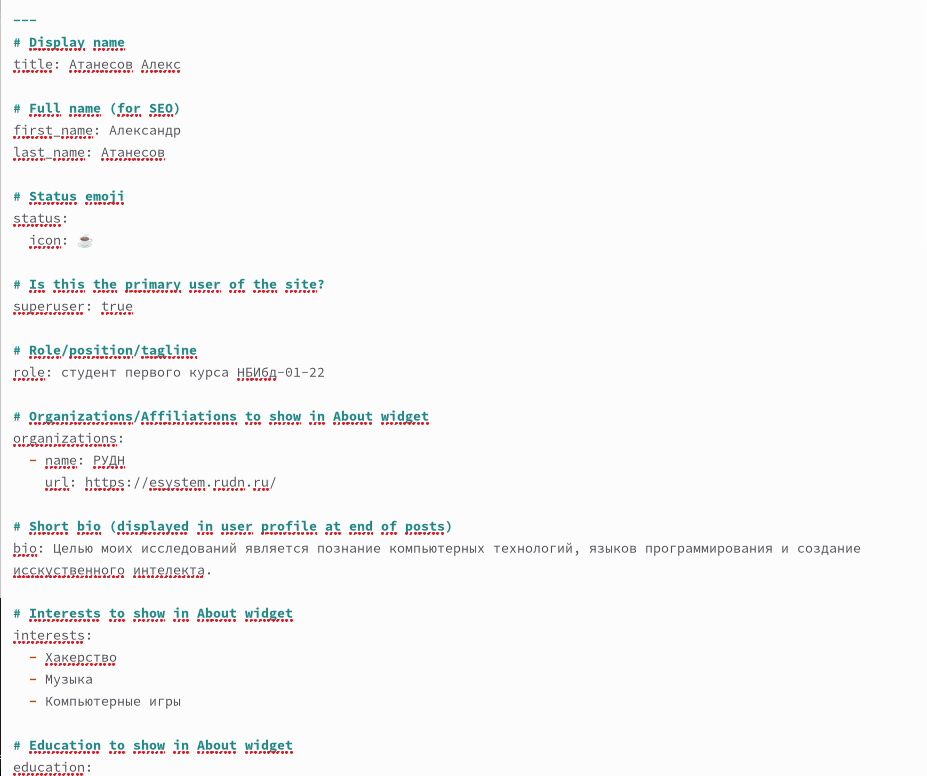 ---
# Display name
title: Атанесов Алекс
# Full name (for SEO)
first_name: Александр
last_name: Атанесов
# Status emoji
status:
icon: ☕
# Is this the primary user of the site?
superuser: true
# Role/position/tagline
role: студент первого курса НБИбд-01-22
# Organizations/Affiliations to show in About widget
organizations:
- name: РУДН
url: https://esystem.rudn.ru/
# Short bio (displayed in user profile at end of posts)
bio: Целью моих исследований является познание компьютерных технологий, языков программирования и создание
исскуственного интелекта.
# Interests to show in About widget
interests:
- Хакерство
- Музыка
- Компьютерные игры
# Education to show in About widget
education: